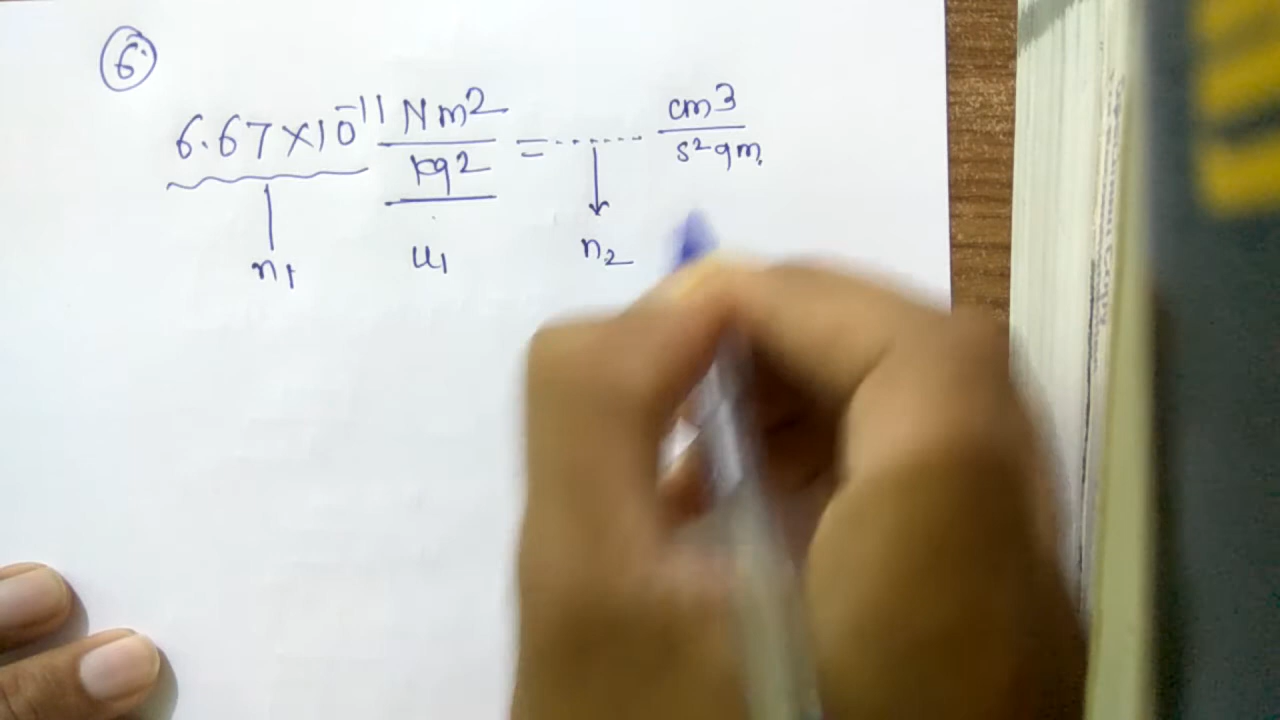 6.
6.67×10⁻¹¹ Nm²/kg² = ........ cm³/s²gm.
n₁ u₁ n₂